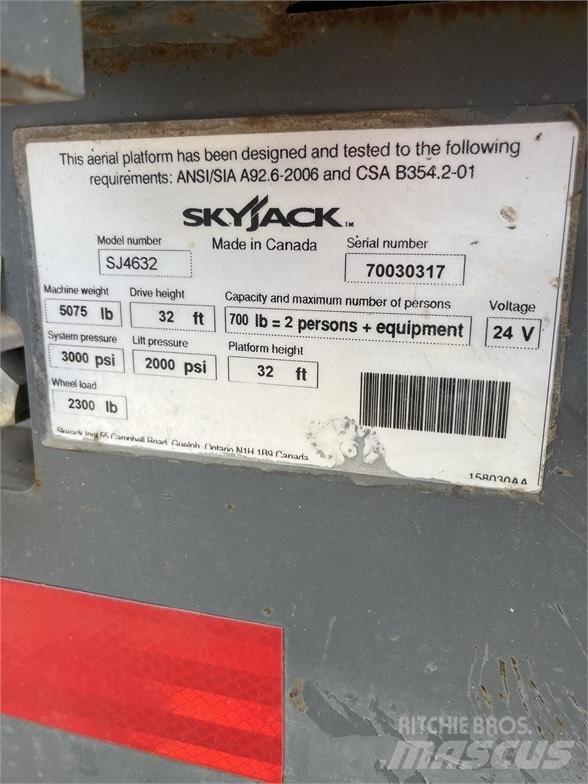 This aerial platform has been designed and tested to the following
requirements: ANSI/SIA A92.6-2006 and CSA B354.2-01
SKYJACK TM
Model number Made in Canada Serial number
SJ4632 70030317
Machine weight Drive height Capacity and maximum number of persons Voltage
5075 lb 32 ft 700 lb = 2 persons + equipment 24 V
System pressure Lift pressure Platform height
3000 psi 2000 psi 32 ft
Wheel load
2300 lb
Skyjack Inc. 55 Campbell Road, Guelph, Ontario N1H 1B9 Canada
158030AA
RITCHIE BROS.
MASCUS